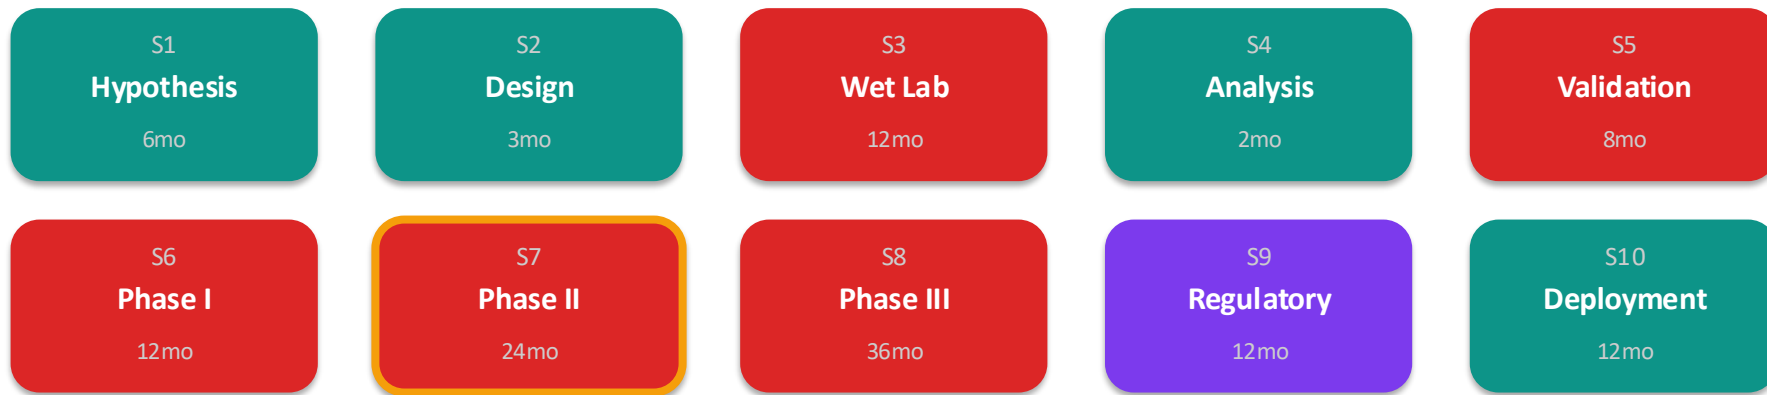 S1
Hypothesis
6mo
S2
Design
3mo
S3
Wet Lab
12mo
S4
Analysis
2mo
S5
Validation
8mo
S6
Phase I
12mo
S7
Phase II
24mo
S8
Phase III
36mo
S9
Regulatory
12mo
S10
Deployment
12mo